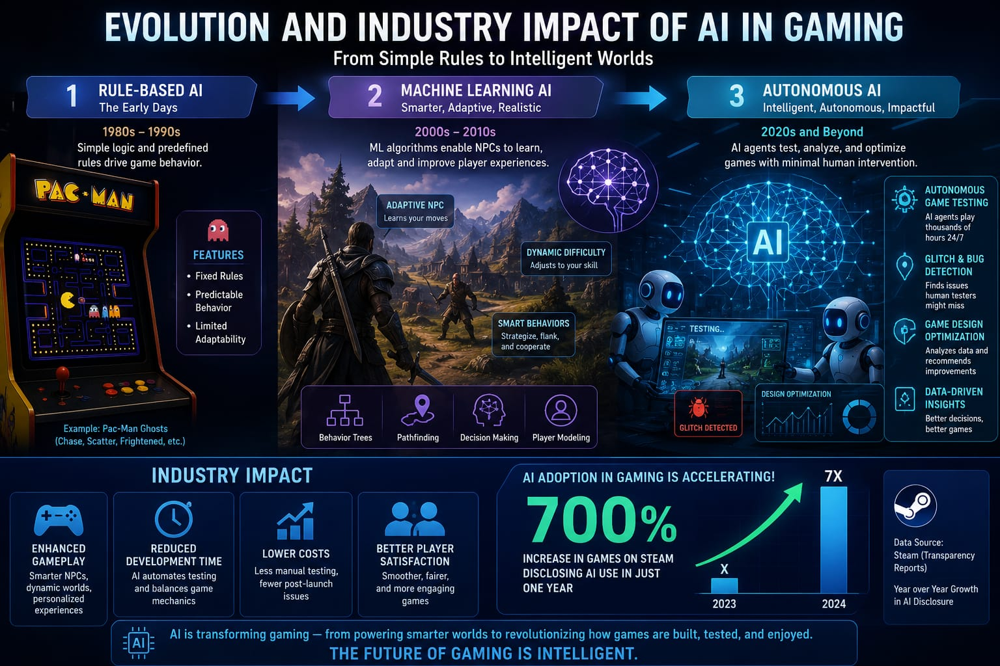 EVOLUTION AND INDUSTRY IMPACT OF AI IN GAMING
From Simple Rules to Intelligent Worlds
1
RULE-BASED AI
The Early Days
1980s – 1990s
Simple logic and predefined
rules drive game behavior.
PAC-MAN
FEATURES
• Fixed Rules
• Predictable
Behavior
• Limited
Adaptability
Example: Pac-Man Ghosts
(Chase, Scatter, Frightened, etc.)
2
MACHINE LEARNING AI
Smarter, Adaptive, Realistic
2000s – 2010s
ML algorithms enable NPCs to learn,
adapt and improve player experiences.
ADAPTIVE NPC
Learns your moves
DYNAMIC DIFFICULTY
Adjusts to your skill
SMART BEHAVIORS
Strategize, flank,
and cooperate
Behavior Trees
Pathfinding
Decision Making
Player Modeling
3
AUTONOMOUS AI
Intelligent, Autonomous, Impactful
2020s and Beyond
AI agents test, analyze, and optimize
games with minimal human intervention.
AI
TESTING..
GLITCH DETECTED
DESIGN OPTIMIZATION
AUTONOMOUS
GAME TESTING
AI agents play
thousands of
hours 24/7
GLITCH & BUG
DETECTION
Finds issues
human testers
might miss
GAME DESIGN
OPTIMIZATION
Analyzes data and
recommends
improvements
DATA-DRIVEN
INSIGHTS
Better decisions,
better games
INDUSTRY IMPACT
ENHANCED
GAMEPLAY
Smarter NPCs,
dynamic worlds,
personalized
experiences
REDUCED
DEVELOPMENT TIME
AI automates testing
and balances game
mechanics
LOWER COSTS
Less manual testing,
fewer post-launch
issues
BETTER PLAYER
SATISFACTION
Smoother, fairer,
and more engaging
games
AI ADOPTION IN GAMING IS ACCELERATING!
700%
INCREASE IN GAMES ON STEAM
DISCLOSING AI USE IN JUST
ONE YEAR
X
7X
2023
2024
Data Source:
Steam (Transparency
Reports)
Year over Year Growth
in AI Disclosure
AI
AI is transforming gaming — from powering smarter worlds to revolutionizing how games are built, tested, and enjoyed.
THE FUTURE OF GAMING IS INTELLIGENT.